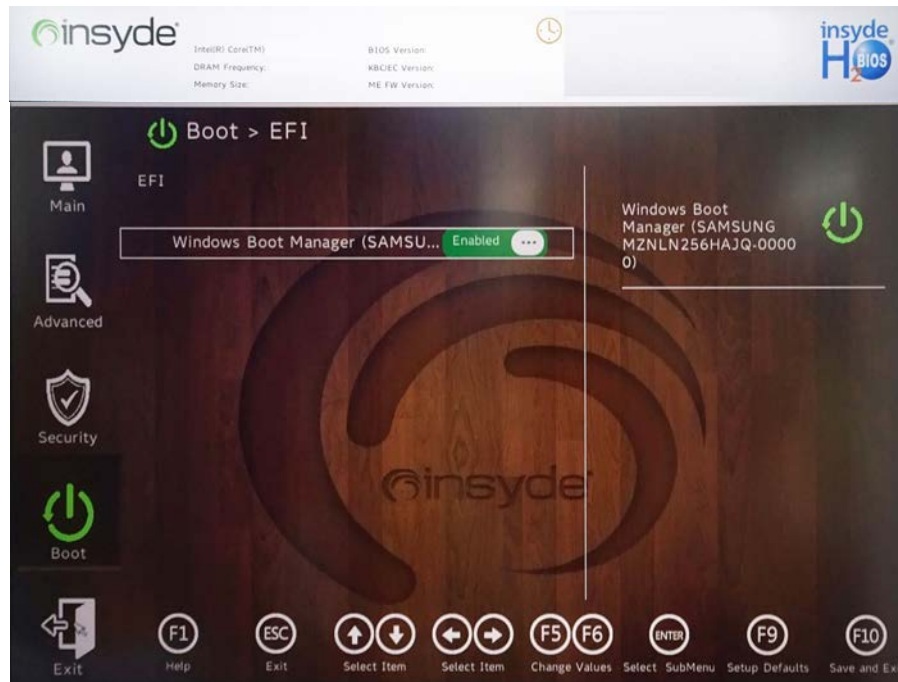 insyde
Intel(R) Core(TM)
DRAM Frequency:
Memory Size:
BIOS Version:
KBC/EC Version:
ME FW Version:
insyde
H2BIOS
Boot > EFI
EFI
Windows Boot Manager (SAMSU... Enabled
Windows Boot
Manager (SAMSUNG
MZNLN256HAJQ-0000
0)
Main
Advanced
Security
Boot
Exit
insyde
F1
Help
ESC
Exit
Select Item
Select Item
F5 F6
Change Values
ENTER
Select SubMenu
F9
Setup Defaults
F10
Save and Ex